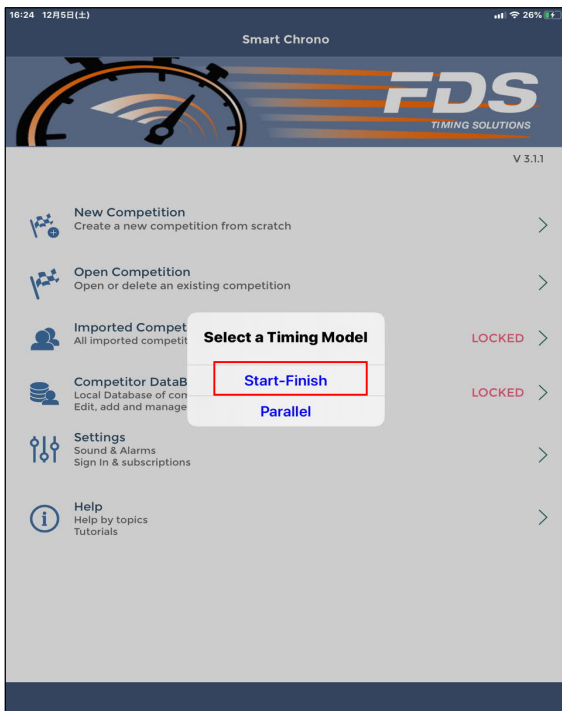 16:24 12月5日(土)
26%
Smart Chrono
FDS
TIMING SOLUTIONS
V 3.1.1
New Competition
Create a new competition from scratch
Open Competition
Open or delete an existing competition
Imported Compet
All imported competit
LOCKED
Select a Timing Model
Start-Finish
Parallel
Competitor DataB
Local Database of com
Edit, add and manage
LOCKED
Settings
Sound & Alarms
Sign In & subscriptions
Help
Help by topics
Tutorials